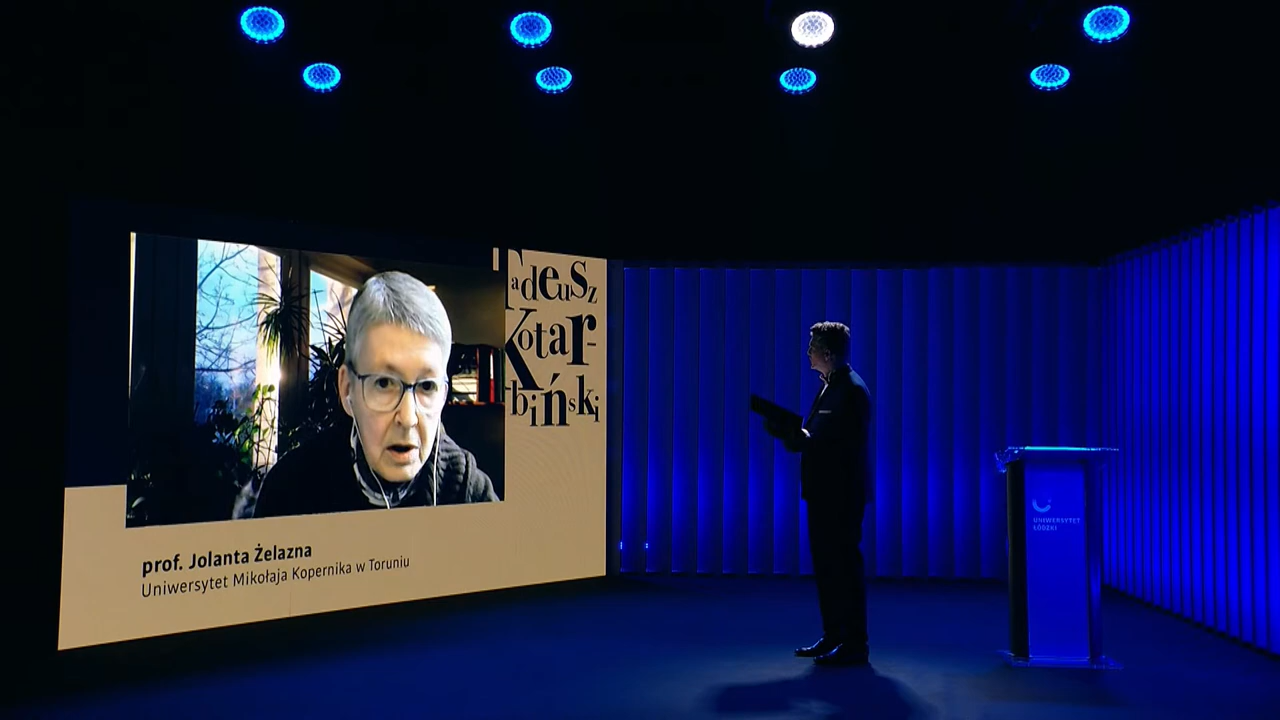 Tadeusz
Kotar-
biński
prof. Jolanta Żelazna
Uniwersytet Mikołaja Kopernika w Toruniu
UNIWERSYTET
ŁÓDZKI